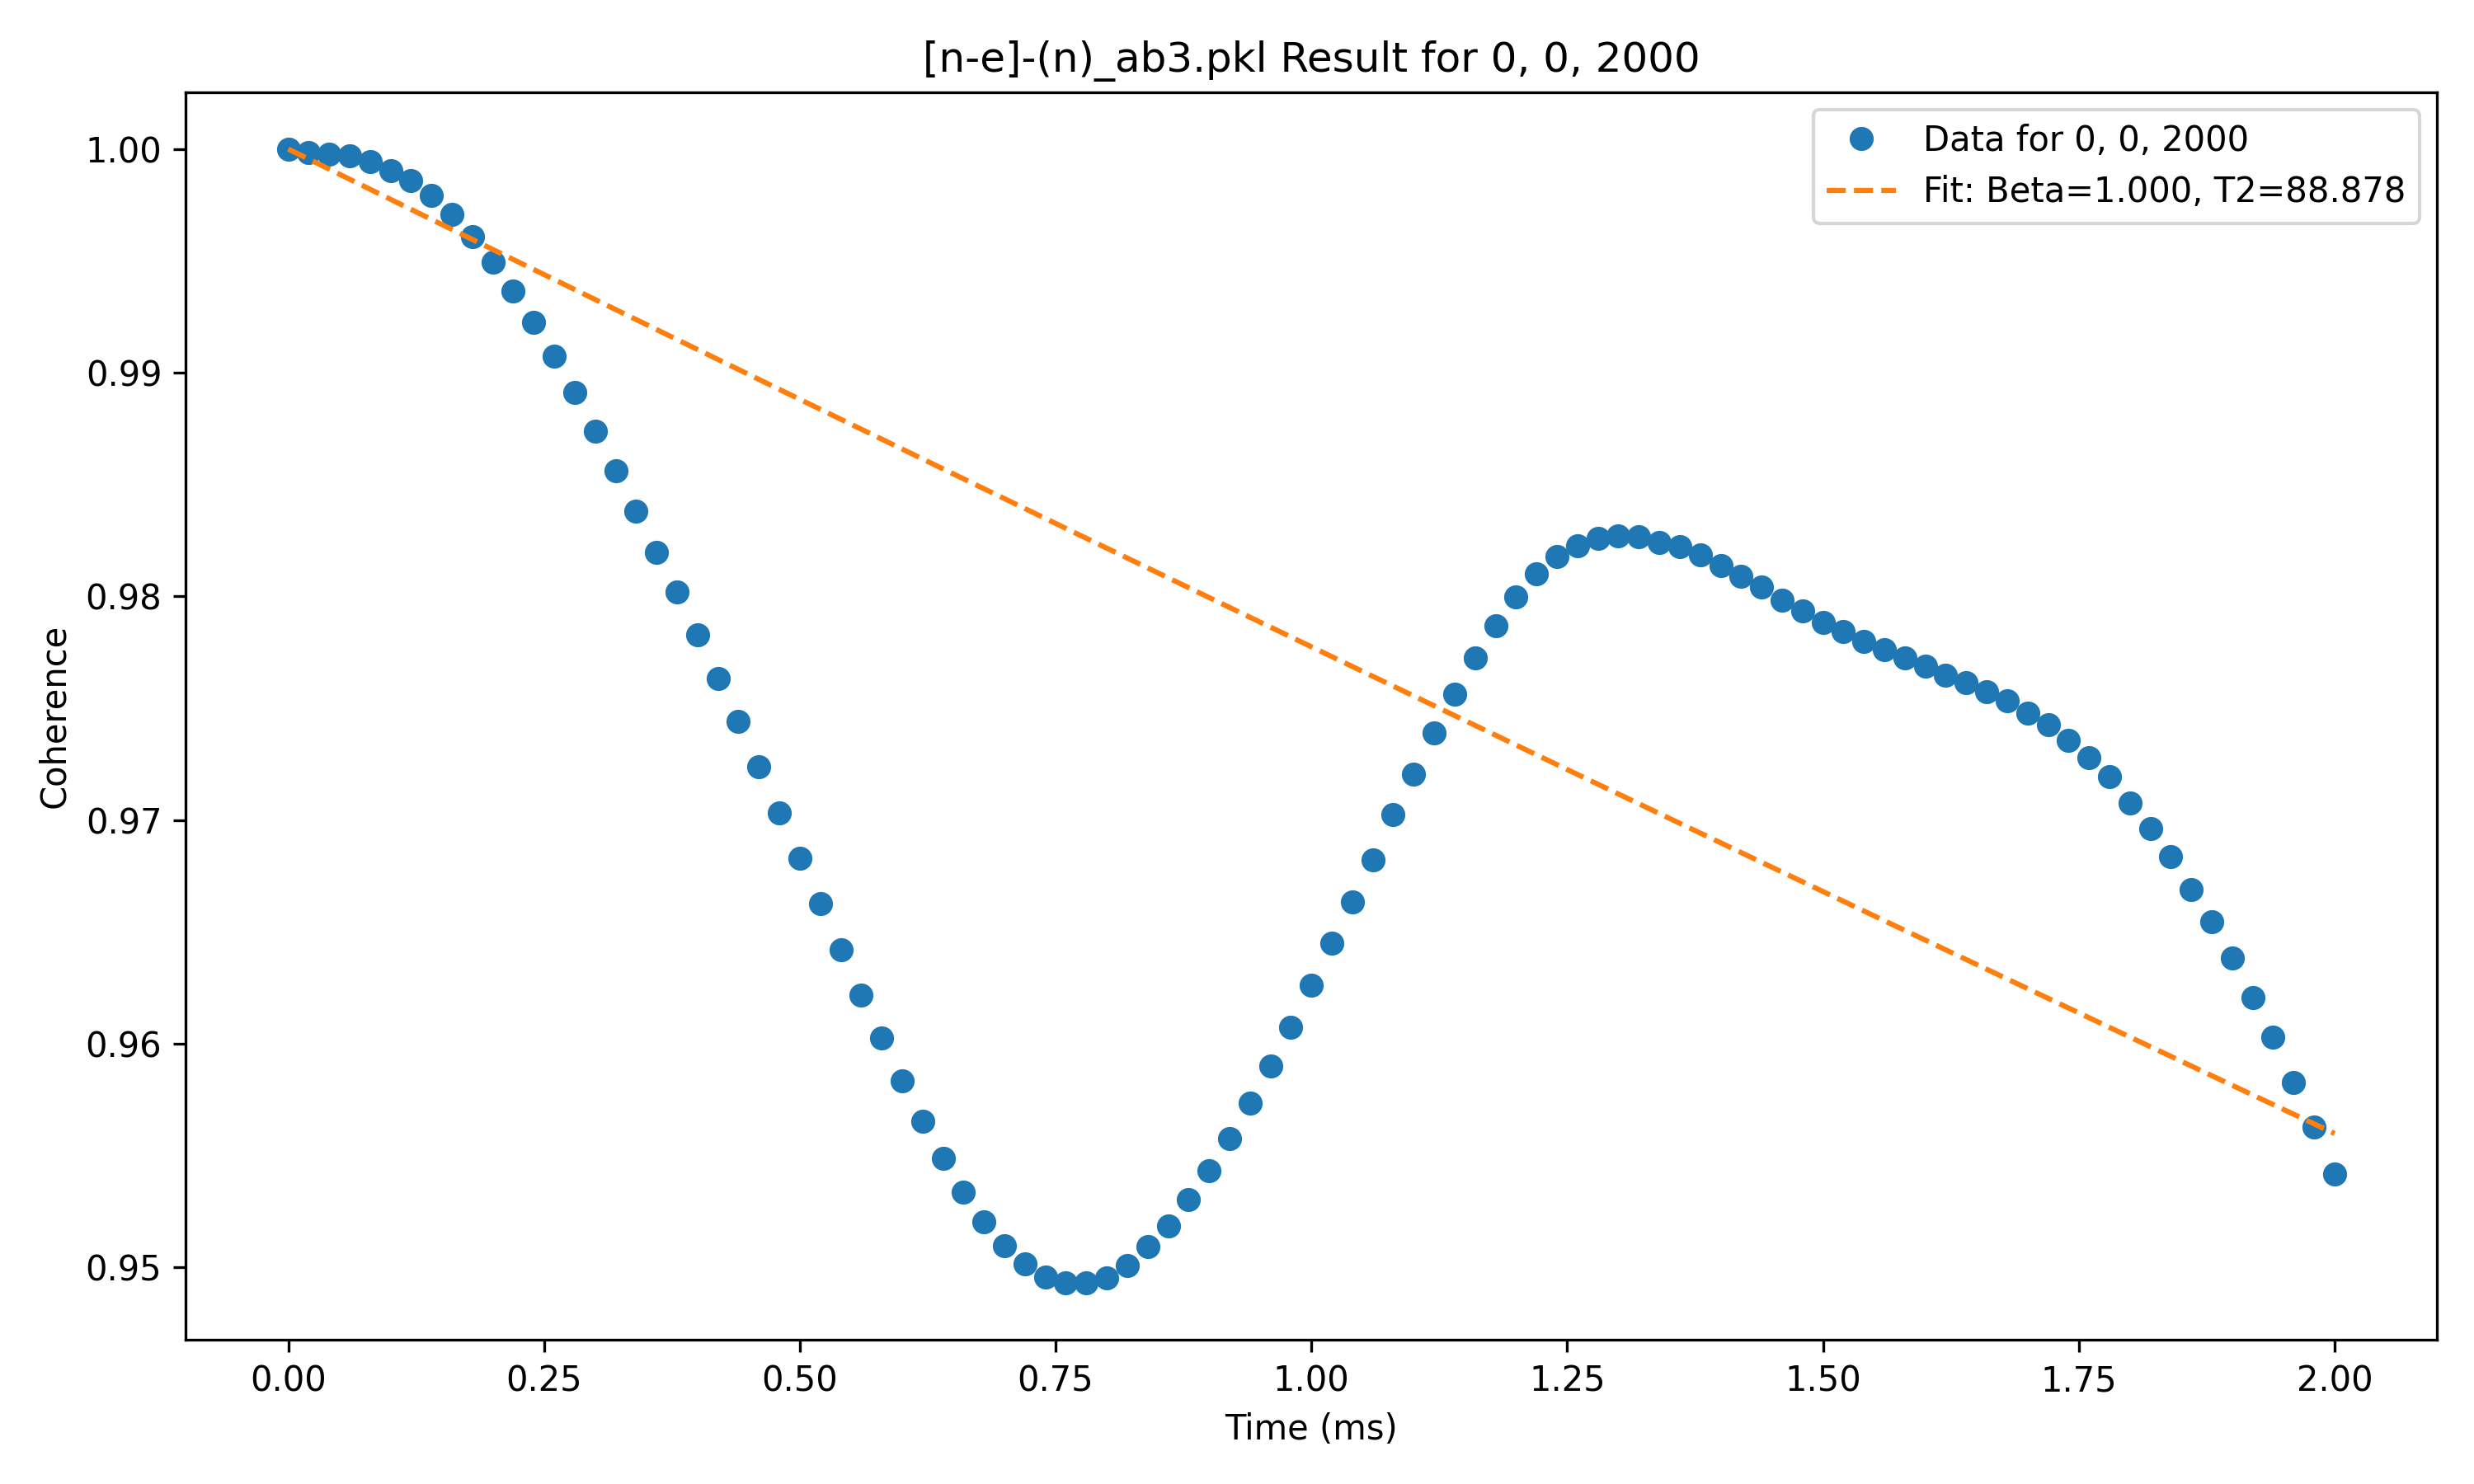 [n-e]-(n)_ab3.pkl Result for 0, 0, 2000
Data for 0, 0, 2000
Fit: Beta=1.000, T2=88.878
Coherence
1.00
0.99
0.98
0.97
0.96
0.95
0.00 0.25 0.50 0.75 1.00 1.25 1.50 1.75 2.00
Time (ms)